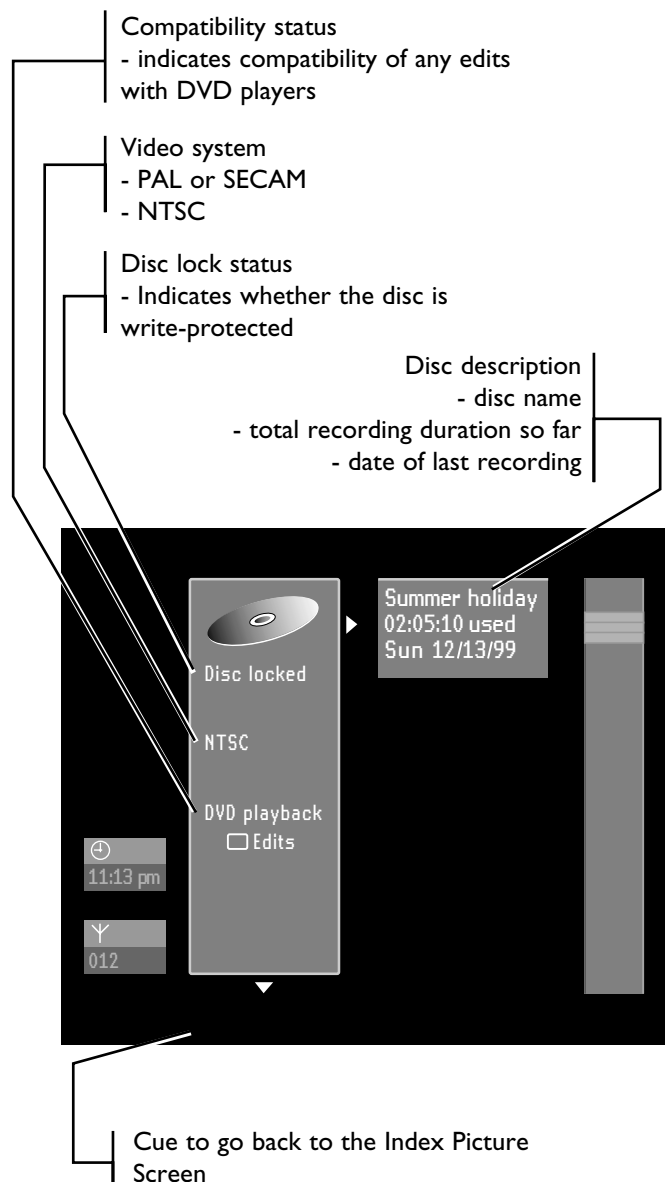 Compatibility status
- indicates compatibility of any edits
with DVD players
Video system
- PAL or SECAM
- NTSC
Disc lock status
- Indicates whether the disc is
write-protected
Disc description
- disc name
- total recording duration so far
- date of last recording
Summer holiday
02:05:10 used
Sun 12/13/99
Disc locked
NTSC
DVD playback
Edits
11:13 pm
012
Cue to go back to the Index Picture
Screen